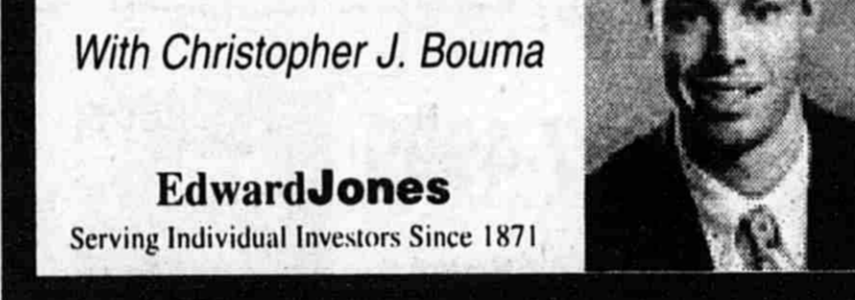 With Christopher J. Bouma
EdwardJones
Serving Individual Investors Since 1871